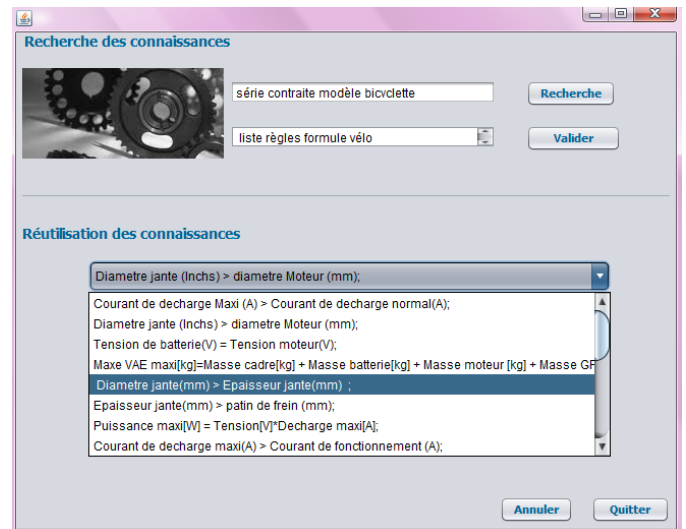 Recherche des connaissances
série contraite modèle bicyclette
Recherche
liste règles formule vélo
Valider
Réutilisation des connaissances
Diametre jante (Inchs) > diametre Moteur (mm);
Courant de decharge Maxi (A) > Courant de decharge normal(A);
Diametre jante (Inchs) > diametre Moteur (mm);
Tension de batterie(V) = Tension moteur(V);
Maxe VAE maxi[kg]=Masse cadre[kg] + Masse batterie[kg] + Masse moteur [kg] + Masse GF
Diametre jante(mm) > Epaisseur jante(mm) ;
Epaisseur jante(mm) > patin de frein (mm);
Puissance maxi[W] = Tension[V]*Decharge maxi[A];
Courant de decharge maxi(A) > Courant de fonctionnement (A);
Annuler
Quitter